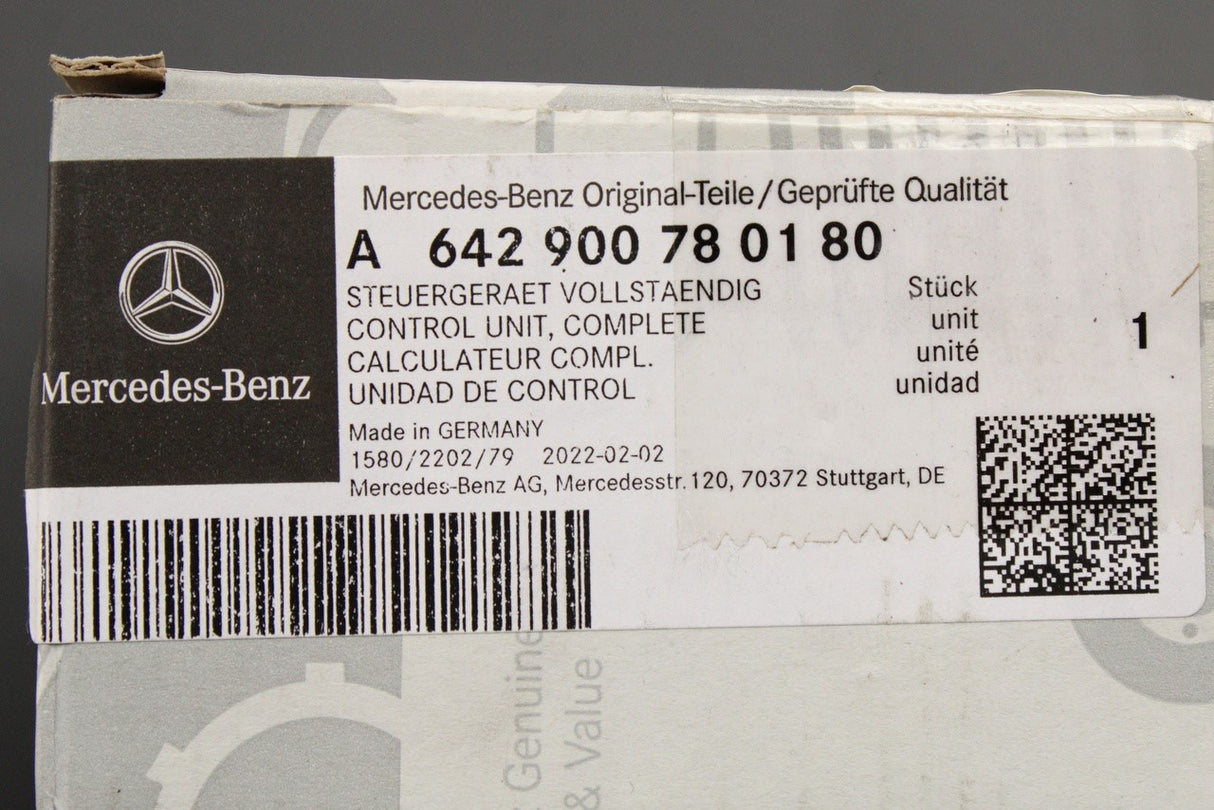 Mercedes-Benz
Mercedes-Benz Original-Teile/Geprüfte Qualität
A 642 900 78 01 80
STEUERGERAET VOLLSTAENDIG
CONTROL UNIT, COMPLETE
CALCULATEUR COMPL.
UNIDAD DE CONTROL
Stück
unit
unité
unidad
1
Made in GERMANY
1580/2202/79 2022-02-02
Mercedes-Benz AG, Mercedesstr.120, 70372 Stuttgart, DE
Genuine
& Value